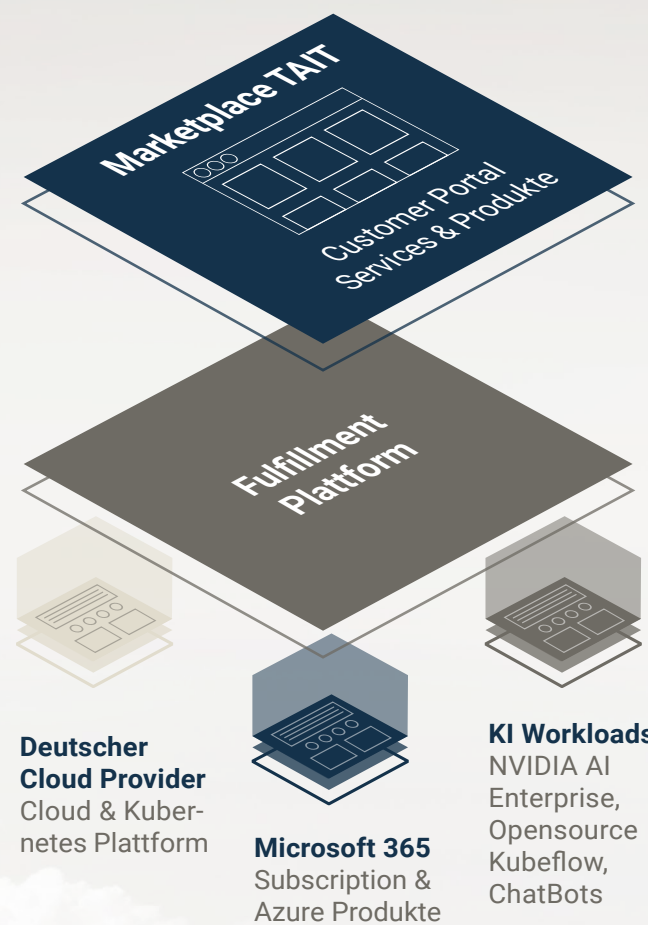 Marketplace TAIT
Customer Portal
Services & Produkte
Fulfillment
Plattform
Deutscher
Cloud Provider
Cloud & Kuber-
netes Plattform
Microsoft 365
Subscription &
Azure Produkte
KI Workloads
NVIDIA AI
Enterprise,
Opensource
Kubeflow,
ChatBots